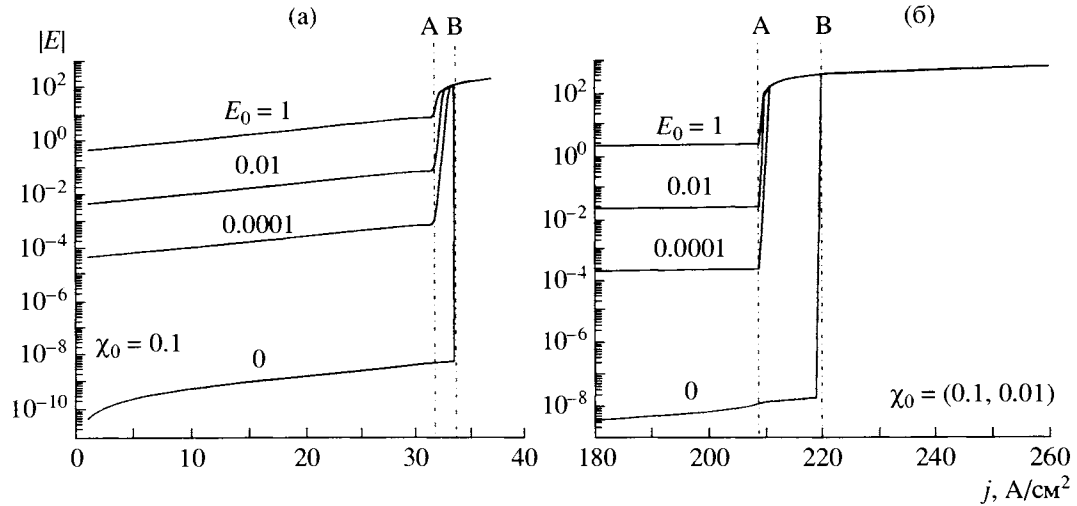 (а)
A B
|E|
10^2
10^0
10^−2
10^−4
10^−6
10^−8
10^−10
E_0 = 1
0.01
0.0001
χ_0 = 0.1
0
0 10 20 30 40
(б)
A B
10^2
10^0
10^−2
10^−4
10^−6
10^−8
E_0 = 1
0.01
0.0001
0
χ_0 = (0.1, 0.01)
180 200 220 240 260
j, А/см^2